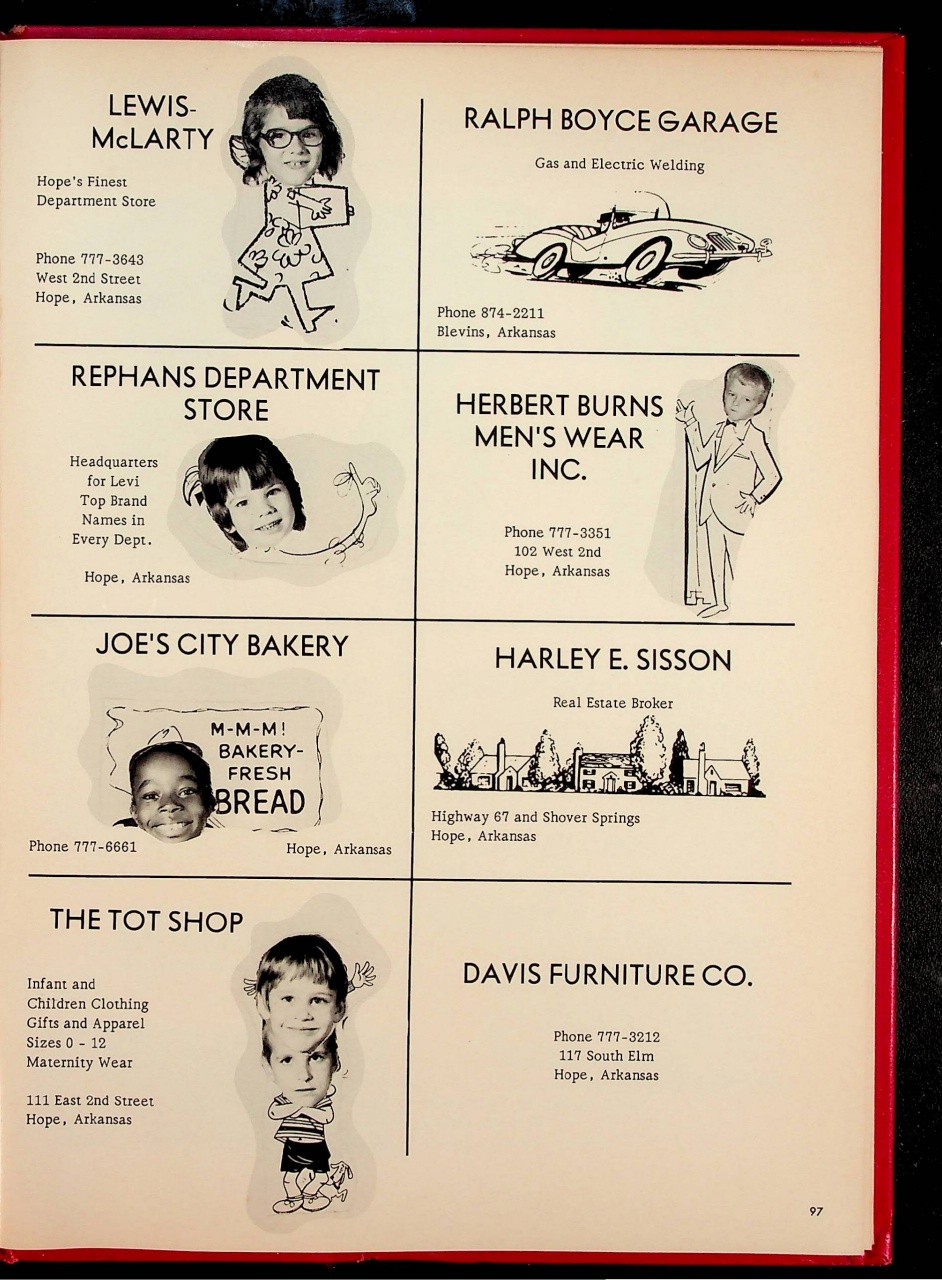 LEWIS-
McLARTY
Hope's Finest
Department Store
Phone 777-3643
West 2nd Street
Hope, Arkansas
RALPH BOYCE GARAGE
Gas and Electric Welding
Phone 874-2211
Blevins, Arkansas
REPHANS DEPARTMENT
STORE
Headquarters
for Levi
Top Brand
Names in
Every Dept.
Hope, Arkansas
HERBERT BURNS
MEN'S WEAR
INC.
Phone 777-3351
102 West 2nd
Hope, Arkansas
JOE'S CITY BAKERY
M-M-M!
BAKERY-
FRESH
BREAD
Phone 777-6661
Hope, Arkansas
HARLEY E. SISSON
Real Estate Broker
Highway 67 and Shover Springs
Hope, Arkansas
THE TOT SHOP
Infant and
Children Clothing
Gifts and Apparel
Sizes 0 - 12
Maternity Wear
111 East 2nd Street
Hope, Arkansas
DAVIS FURNITURE CO.
Phone 777-3212
117 South Elm
Hope, Arkansas
97